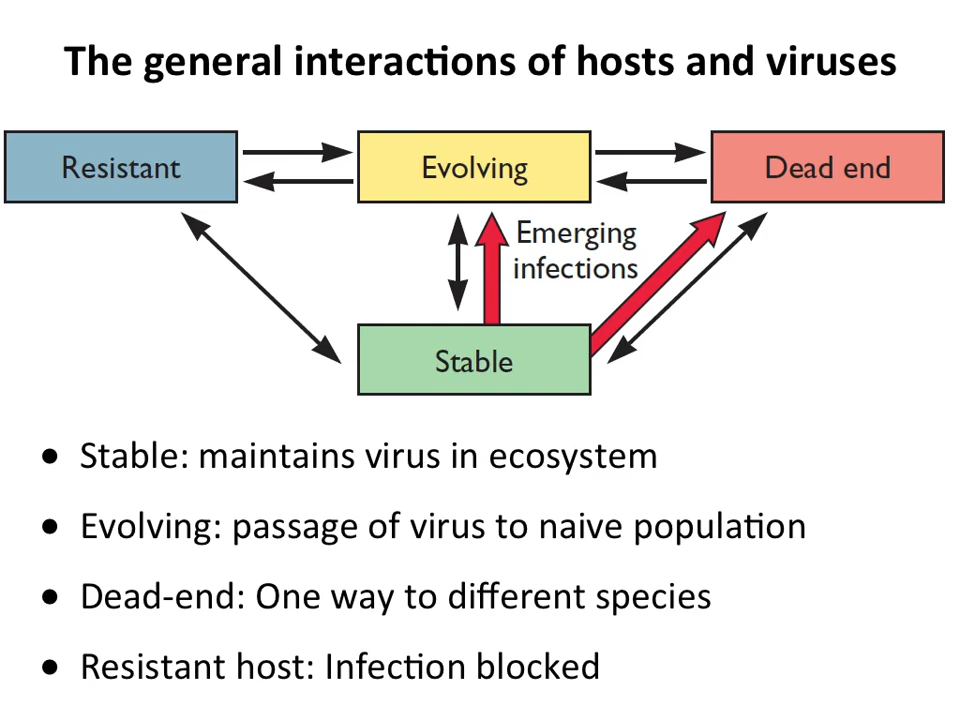 The general interactions of hosts and viruses
Resistant
Evolving
Dead end
Emerging
infections
Stable
● Stable: maintains virus in ecosystem
● Evolving: passage of virus to naive population
● Dead-end: One way to different species
● Resistant host: Infection blocked